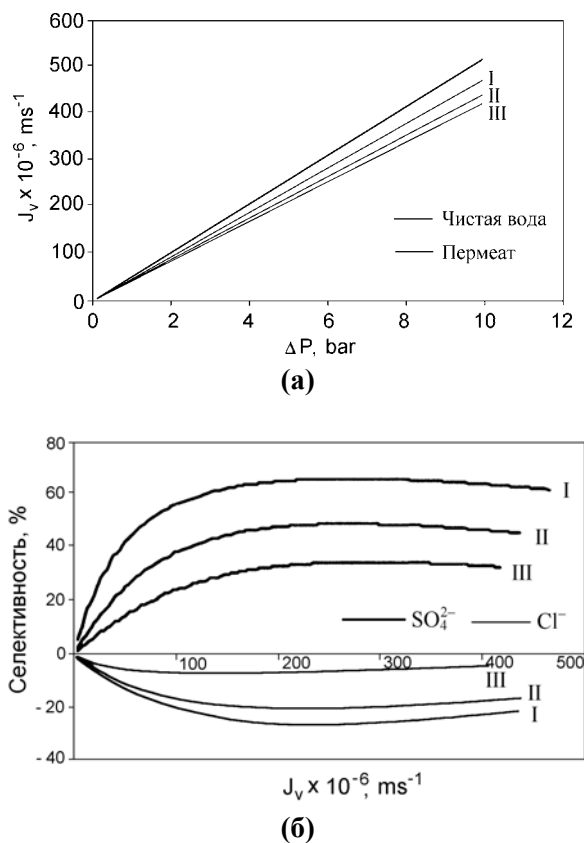 600
500
400
300
200
100
0
J_v x 10⁻⁶, ms⁻¹
I
II
III
Чистая вода
Пермеат
0 2 4 6 8 10 12
ΔP, bar
(а)
80
60
40
20
0
- 20
- 40
Селективность, %
I
II
III
SO₄²⁻ Cl⁻
100 200 300 400 500
III
II
I
J_v x 10⁻⁶, ms⁻¹
(б)